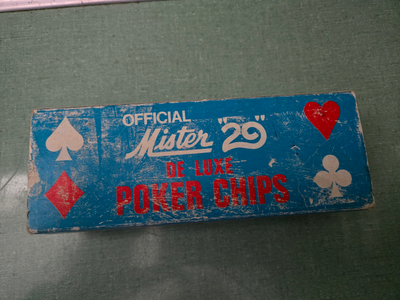 OFFICIAL
Mister "29"
DE-LUXE
POKER CHIPS